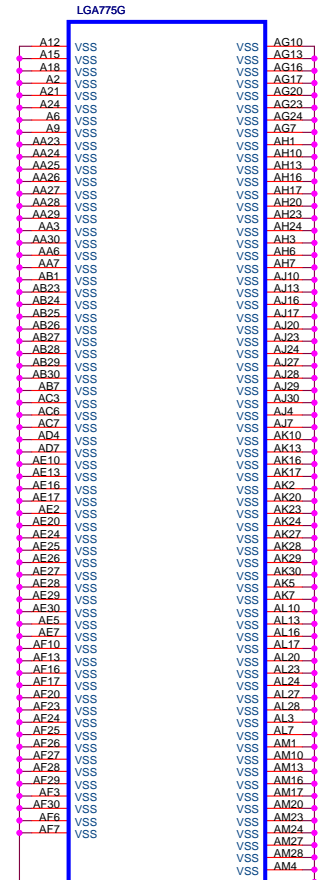 LGA775G
A12 VSS VSS AG10
A15 VSS VSS AG13
A18 VSS VSS AG16
A2 VSS VSS AG17
A21 VSS VSS AG20
A24 VSS VSS AG23
A6 VSS VSS AG24
A9 VSS VSS AG7
AA23 VSS VSS AH1
AA24 VSS VSS AH10
AA25 VSS VSS AH13
AA26 VSS VSS AH16
AA27 VSS VSS AH17
AA28 VSS VSS AH20
AA29 VSS VSS AH23
AA3 VSS VSS AH24
AA30 VSS VSS AH3
AA6 VSS VSS AH6
AA7 VSS VSS AH7
AB1 VSS VSS AJ10
AB23 VSS VSS AJ13
AB24 VSS VSS AJ16
AB25 VSS VSS AJ17
AB26 VSS VSS AJ20
AB27 VSS VSS AJ23
AB28 VSS VSS AJ24
AB29 VSS VSS AJ27
AB30 VSS VSS AJ28
AB7 VSS VSS AJ29
AC3 VSS VSS AJ30
AC6 VSS VSS AJ4
AC7 VSS VSS AJ7
AD4 VSS VSS AK10
AD7 VSS VSS AK13
AE10 VSS VSS AK16
AE13 VSS VSS AK17
AE16 VSS VSS AK2
AE17 VSS VSS AK20
AE2 VSS VSS AK23
AE20 VSS VSS AK24
AE24 VSS VSS AK27
AE25 VSS VSS AK28
AE26 VSS VSS AK29
AE27 VSS VSS AK30
AE28 VSS VSS AK5
AE29 VSS VSS AK7
AE30 VSS VSS AL10
AE5 VSS VSS AL13
AE7 VSS VSS AL16
AF10 VSS VSS AL17
AF13 VSS VSS AL20
AF16 VSS VSS AL23
AF17 VSS VSS AL24
AF20 VSS VSS AL27
AF23 VSS VSS AL28
AF24 VSS VSS AL3
AF25 VSS VSS AL7
AF26 VSS VSS AM1
AF27 VSS VSS AM10
AF28 VSS VSS AM13
AF29 VSS VSS AM16
AF3 VSS VSS AM17
AF30 VSS VSS AM20
AF6 VSS VSS AM23
AF7 VSS VSS AM24
VSS AM27
VSS AM28
VSS AM4